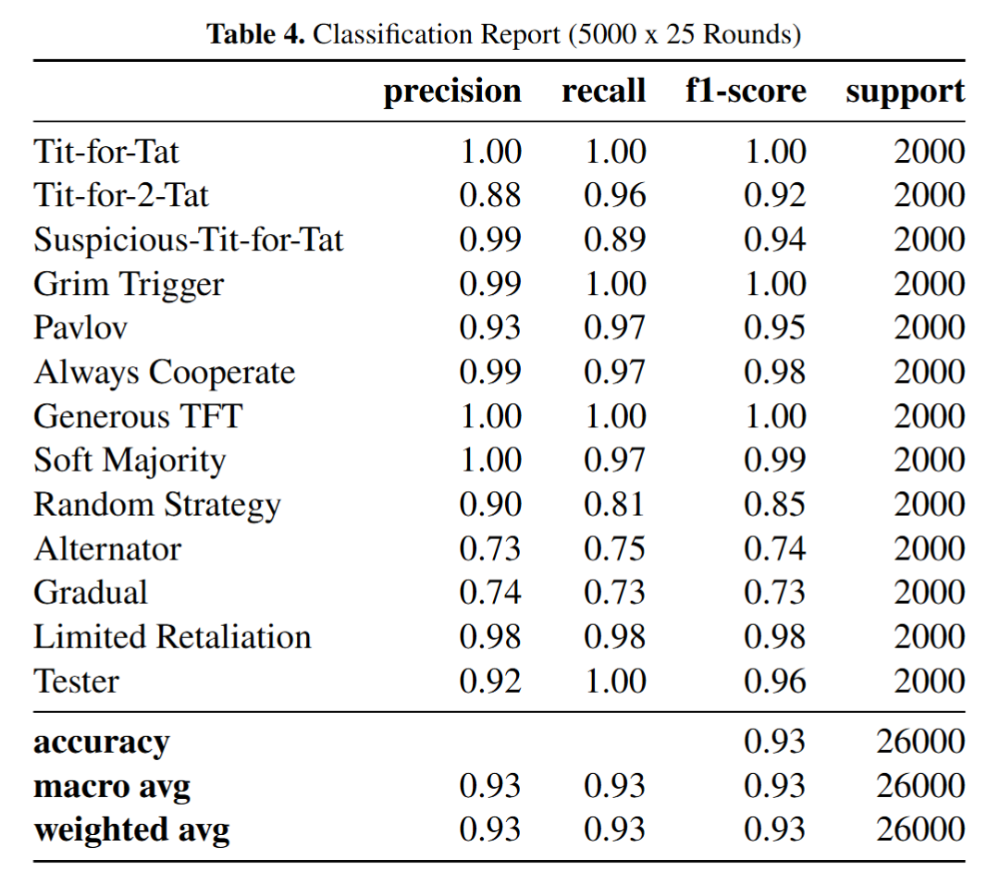 Table 4. Classification Report (5000 x 25 Rounds)
precision recall f1-score support
Tit-for-Tat 1.00 1.00 1.00 2000
Tit-for-2-Tat 0.88 0.96 0.92 2000
Suspicious-Tit-for-Tat 0.99 0.89 0.94 2000
Grim Trigger 0.99 1.00 1.00 2000
Pavlov 0.93 0.97 0.95 2000
Always Cooperate 0.99 0.97 0.98 2000
Generous TFT 1.00 1.00 1.00 2000
Soft Majority 1.00 0.97 0.99 2000
Random Strategy 0.90 0.81 0.85 2000
Alternator 0.73 0.75 0.74 2000
Gradual 0.74 0.73 0.73 2000
Limited Retaliation 0.98 0.98 0.98 2000
Tester 0.92 1.00 0.96 2000
accuracy 0.93 26000
macro avg 0.93 0.93 0.93 26000
weighted avg 0.93 0.93 0.93 26000